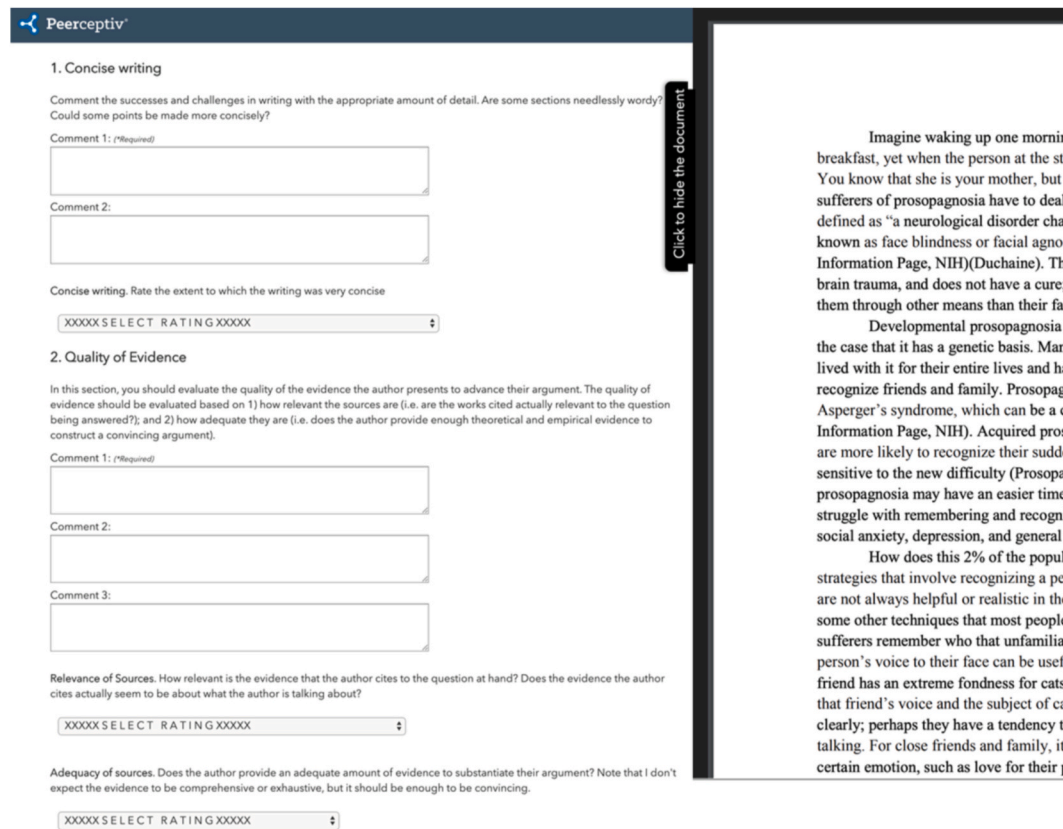 Peerceptiv
1. Concise writing
Comment the successes and challenges in writing with the appropriate amount of detail. Are some sections needlessly wordy?
Could some points be made more concisely?
Comment 1: (*Required)
Comment 2:
Concise writing. Rate the extent to which the writing was very concise
XXXXX SELECT RATING XXXXX
2. Quality of Evidence
In this section, you should evaluate the quality of the evidence the author presents to advance their argument. The quality of
evidence should be evaluated based on 1) how relevant the sources are (i.e. are the works cited actually relevant to the question
being answered?); and 2) how adequate they are (i.e. does the author provide enough theoretical and empirical evidence to
construct a convincing argument).
Comment 1: (*Required)
Comment 2:
Comment 3:
Relevance of Sources. How relevant is the evidence that the author cites to the question at hand? Does the evidence the author
cites actually seem to be about what the author is talking about?
XXXXX SELECT RATING XXXXX
Adequacy of sources. Does the author provide an adequate amount of evidence to substantiate their argument? Note that I don't
expect the evidence to be comprehensive or exhaustive, but it should be enough to be convincing.
XXXXX SELECT RATING XXXXX
Click to hide the document
Imagine waking up one
breakfast, yet when the person at the
You know that she is your mother, but
sufferers of prosopagnosia have to
defined as “a neurological disorder
known as face blindness or facial
Information Page, NIH)(Duchaine).
brain trauma, and does not have a cure
them through other means than their
Developmental prosopagnosia
the case that it has a genetic basis.
lived with it for their entire lives and
recognize friends and family.
Asperger’s syndrome, which can be a
Information Page, NIH). Acquired
are more likely to recognize their
sensitive to the new difficulty
prosopagnosia may have an easier time
struggle with remembering and
social anxiety, depression, and general
How does this 2% of the
strategies that involve recognizing a
are not always helpful or realistic in
some other techniques that most
sufferers remember who that
person’s voice to their face can be
friend has an extreme fondness for
that friend’s voice and the subject of
clearly; perhaps they have a tendency
talking. For close friends and family,
certain emotion, such as love for their